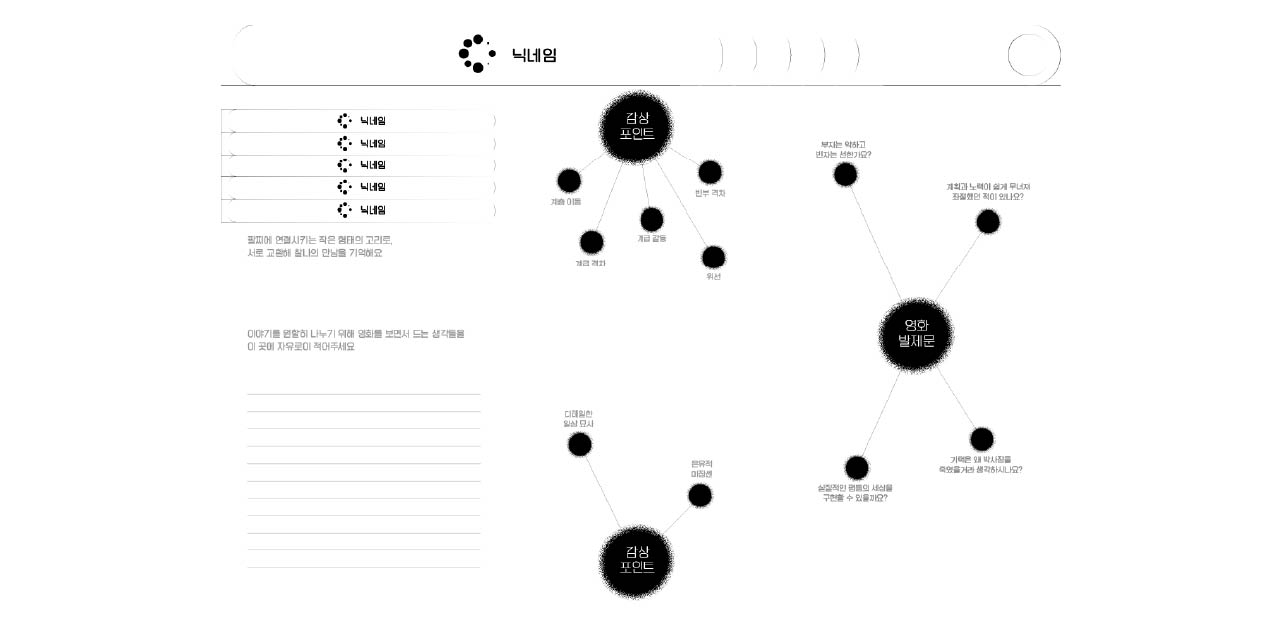 닉네임
닉네임
닉네임
닉네임
닉네임
닉네임
팔찌에 연결시키는 작은 형태의 고리로,
서로 교환해 찰나의 만남을 기억해요
이야기를 원활히 나누기 위해 영화를 보면서 드는 생각들을
이 곳에 자유로이 적어주세요
감상
포인트
계층 이동
빈부 격차
계급 갈등
계급 격차
위선
디테일한
일상 묘사
은유적
미장센
감상
포인트
부자는 악하고
빈자는 선한가요?
계획과 노력이 쉽게 무너져
좌절했던 적이 있나요?
영화
발제문
기택은 왜 박사장을
죽였을거라 생각하시나요?
실질적인 평등의 세상을
구현할 수 있을까요?